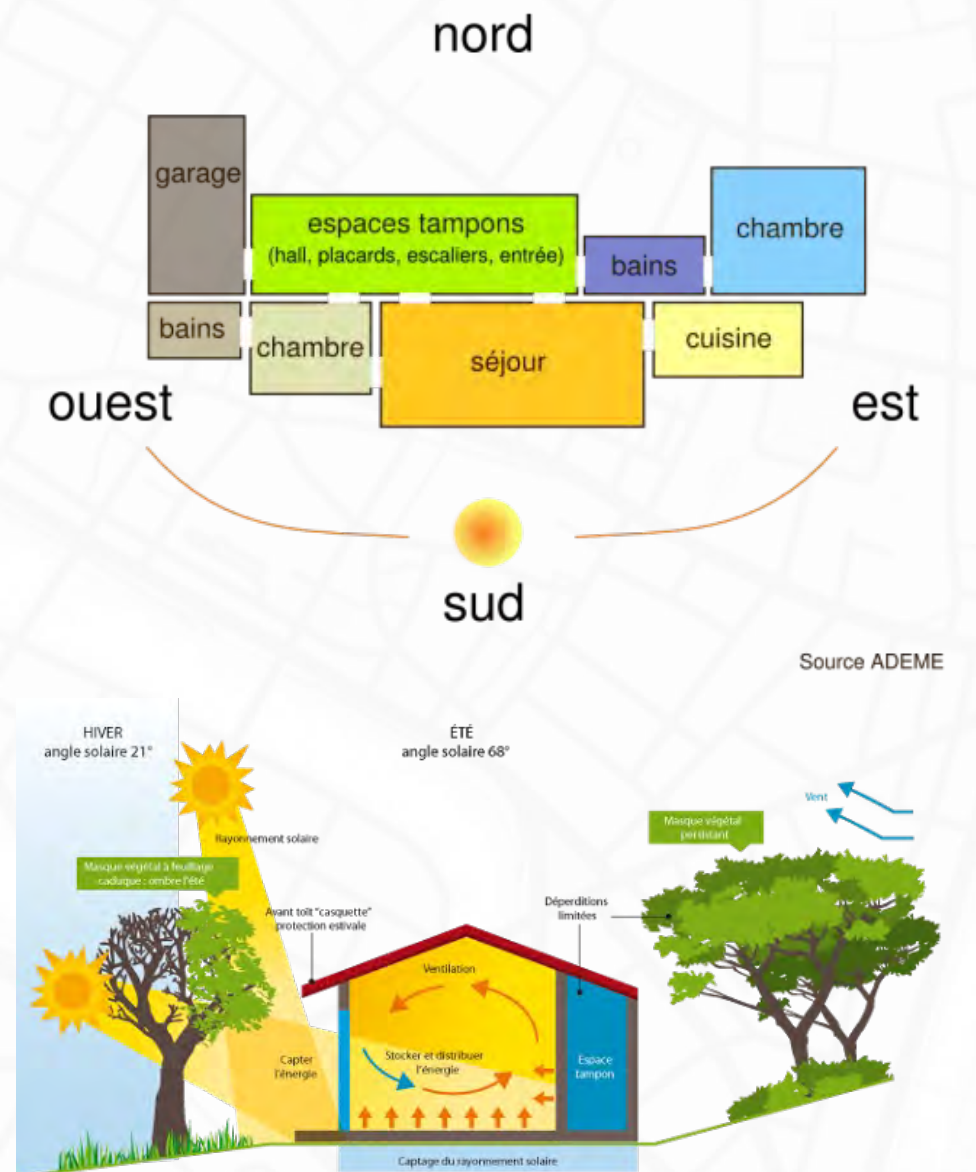 nord
garage
espaces tampons
(hall, placards, escaliers, entrée)
chambre
bains
bains
chambre
séjour
cuisine
ouest
est
sud
Source ADEME
HIVER
angle solaire 21°
ÉTÉ
angle solaire 68°
Vent
Rayonnement solaire
Masque végétal
persistant
Masque végétal à feuillage
caduque : ombre l'été
Avant toît "casquette"
protection estivale
Déperditions
limitées
Ventilation
Capter
l'énergie
Stocker et distribuer
l'énergie
Espace
tampon
Captage du rayonnement solaire